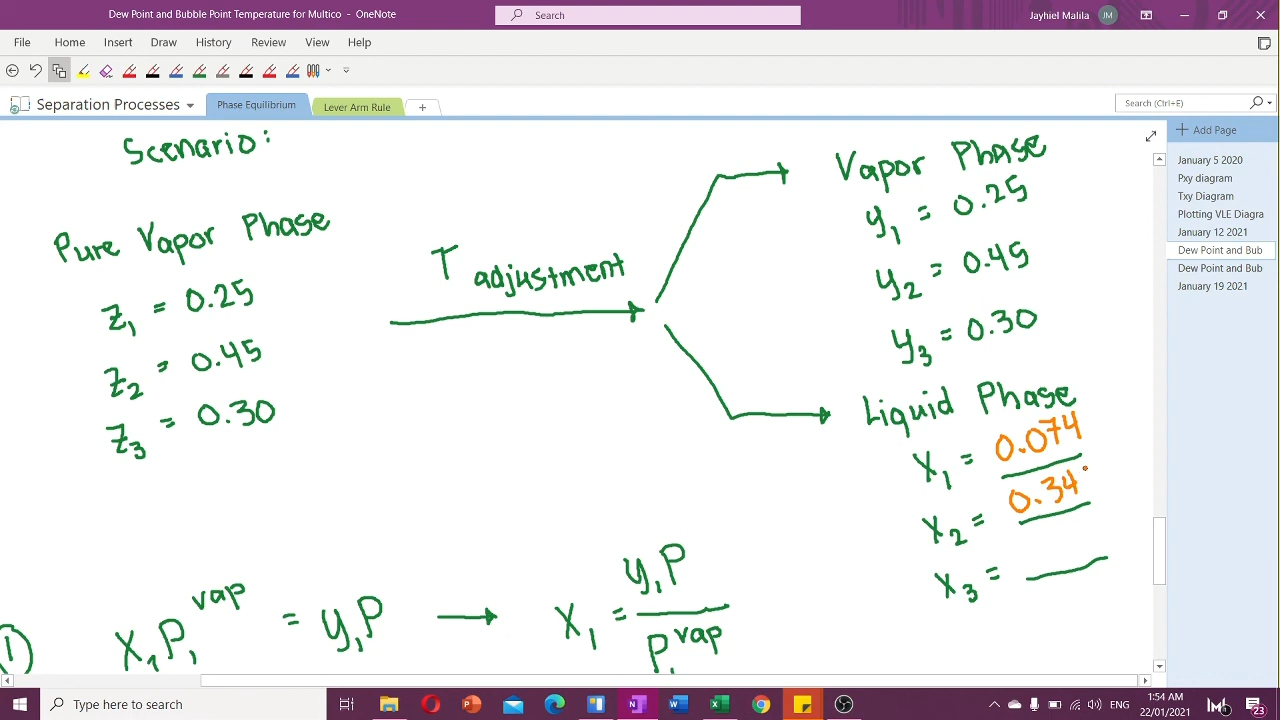 Dew Point and Bubble Point Temperature for Multico... - OneNote
Search
Jayhiel Malila JM
File Home Insert Draw History Review View Help
Separation Processes
Phase Equilibrium
Lever Arm Rule
Search (Ctrl+E)
Add Page
January 5 2020
Pxy diagram
Txy Diagram
Plotting VLE Diagra
January 12 2021
Dew Point and Bub
Dew Point and Bub
January 19 2021
Scenario:
Pure Vapor Phase
z₁ = 0.25
z₂ = 0.45
z₃ = 0.30
T adjustment
Vapor Phase
y₁ = 0.25
y₂ = 0.45
y₃ = 0.30
Liquid Phase
x₁ = 0.074
x₂ = 0.34
x₃ =
1) x₁P₁ᵛᵃᵖ = y₁P → x₁ = y₁P / P₁ᵛᵃᵖ
Type here to search
ENG
1:54 AM
22/01/2021
23